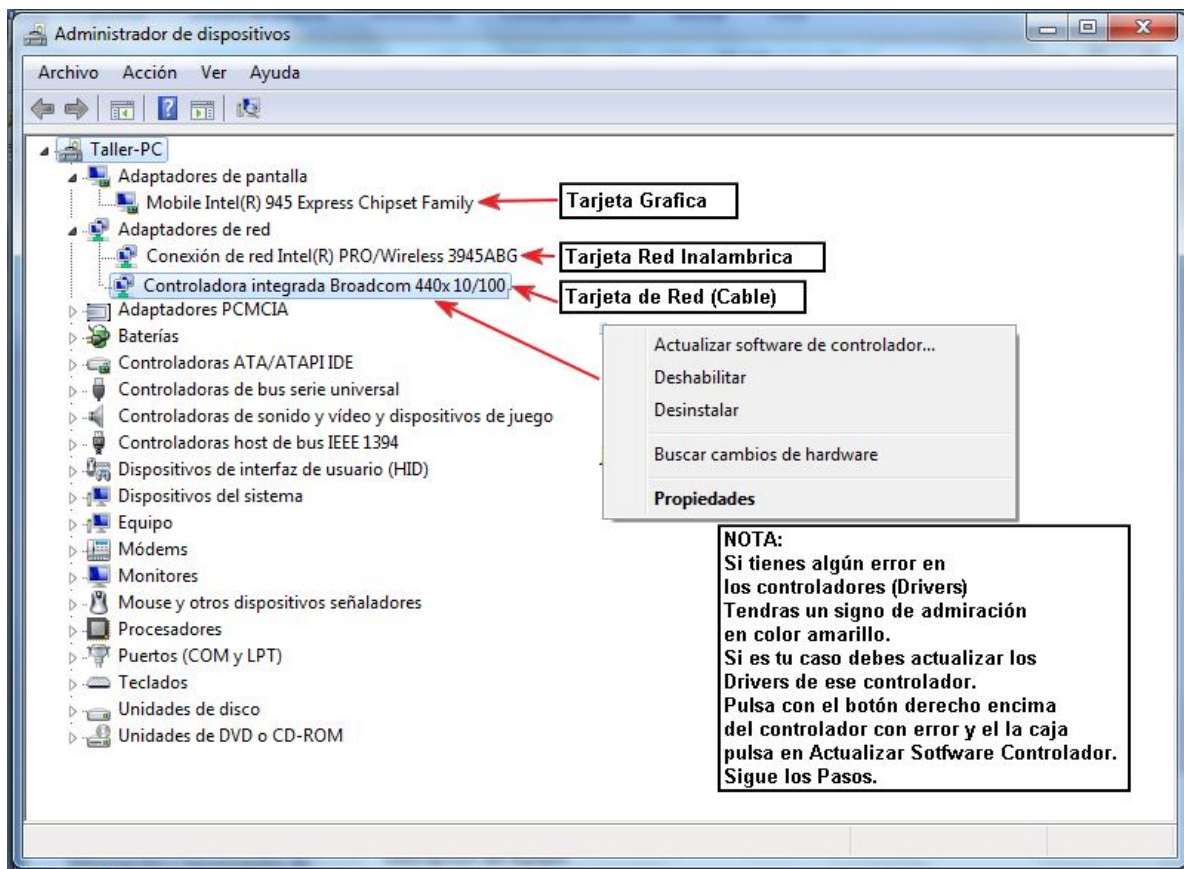 Administrador de dispositivos
X
Archivo Acción Ver Ayuda
?
Taller-PC
Adaptadores de pantalla
Mobile Intel(R) 945 Express Chipset Family
Tarjeta Grafica
Adaptadores de red
Conexión de red Intel(R) PRO/Wireless 3945ABG
Tarjeta Red Inalambrica
Controladora integrada Broadcom 440x 10/100
Tarjeta de Red (Cable)
Adaptadores PCMCIA
Baterías
Controladoras ATA/ATAPI IDE
Controladoras de bus serie universal
Controladoras de sonido y vídeo y dispositivos de juego
Controladoras host de bus IEEE 1394
Dispositivos de interfaz de usuario (HID)
Dispositivos del sistema
Equipo
Módems
Monitores
Mouse y otros dispositivos señaladores
Procesadores
Puertos (COM y LPT)
Teclados
Unidades de disco
Unidades de DVD o CD-ROM
Actualizar software de controlador...
Deshabilitar
Desinstalar
Buscar cambios de hardware
Propiedades
NOTA:
Si tienes algún error en
los controladores (Drivers)
Tendras un signo de admiración
en color amarillo.
Si es tu caso debes actualizar los
Drivers de ese controlador.
Pulsa con el botón derecho encima
del controlador con error y el la caja
pulsa en Actualizar Sotfware Controlador.
Sigue los Pasos.